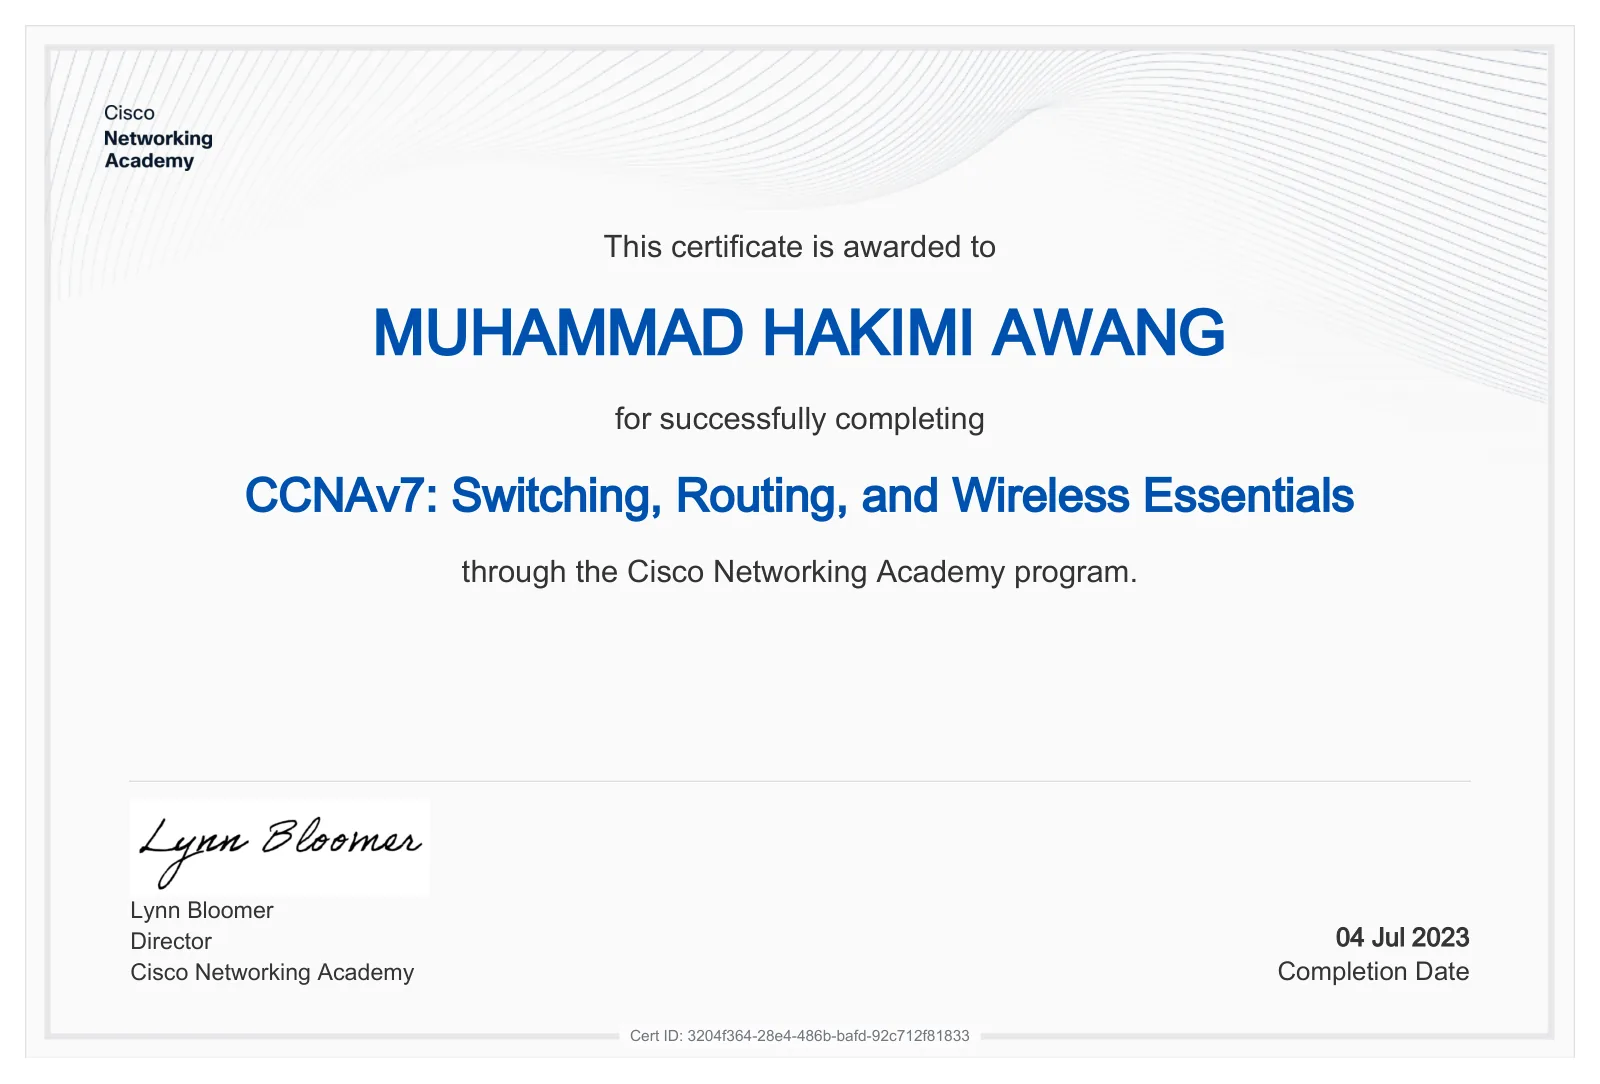 Cisco
Networking
Academy
This certificate is awarded to
MUHAMMAD HAKIMI AWANG
for successfully completing
CCNAv7: Switching, Routing, and Wireless Essentials
through the Cisco Networking Academy program.
Lynn Bloomer
Lynn Bloomer
Director
Cisco Networking Academy
04 Jul 2023
Completion Date
Cert ID: 3204f364-28e4-486b-bafd-92c712f81833